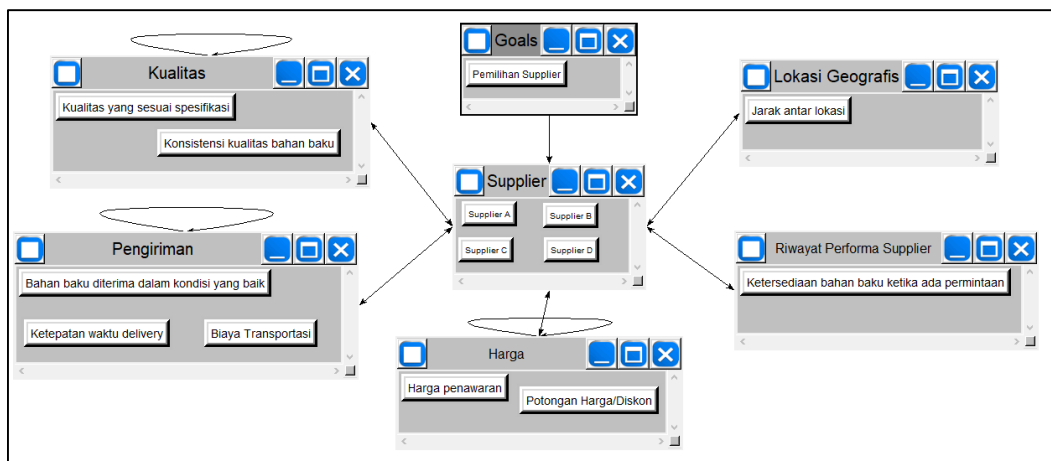 Goals
Pemilihan Supplier
Kualitas
Kualitas yang sesuai spesifikasi
Konsistensi kualitas bahan baku
Lokasi Geografis
Jarak antar lokasi
Supplier
Supplier A
Supplier B
Supplier C
Supplier D
Pengiriman
Bahan baku diterima dalam kondisi yang baik
Ketepatan waktu delivery
Biaya Transportasi
Riwayat Performa Supplier
Ketersediaan bahan baku ketika ada permintaan
Harga
Harga penawaran
Potongan Harga/Diskon